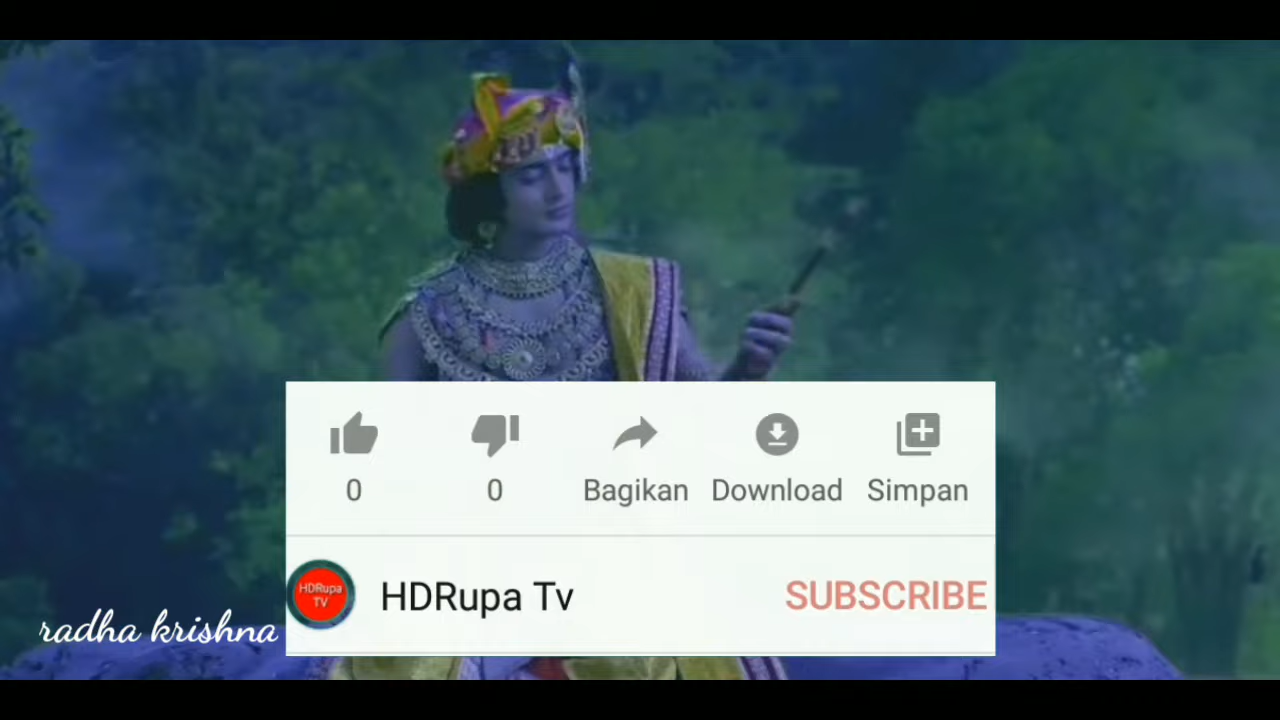 0
0
Bagikan
Download
Simpan
HDRupa
TV
HDRupa Tv
SUBSCRIBE
radha krishna